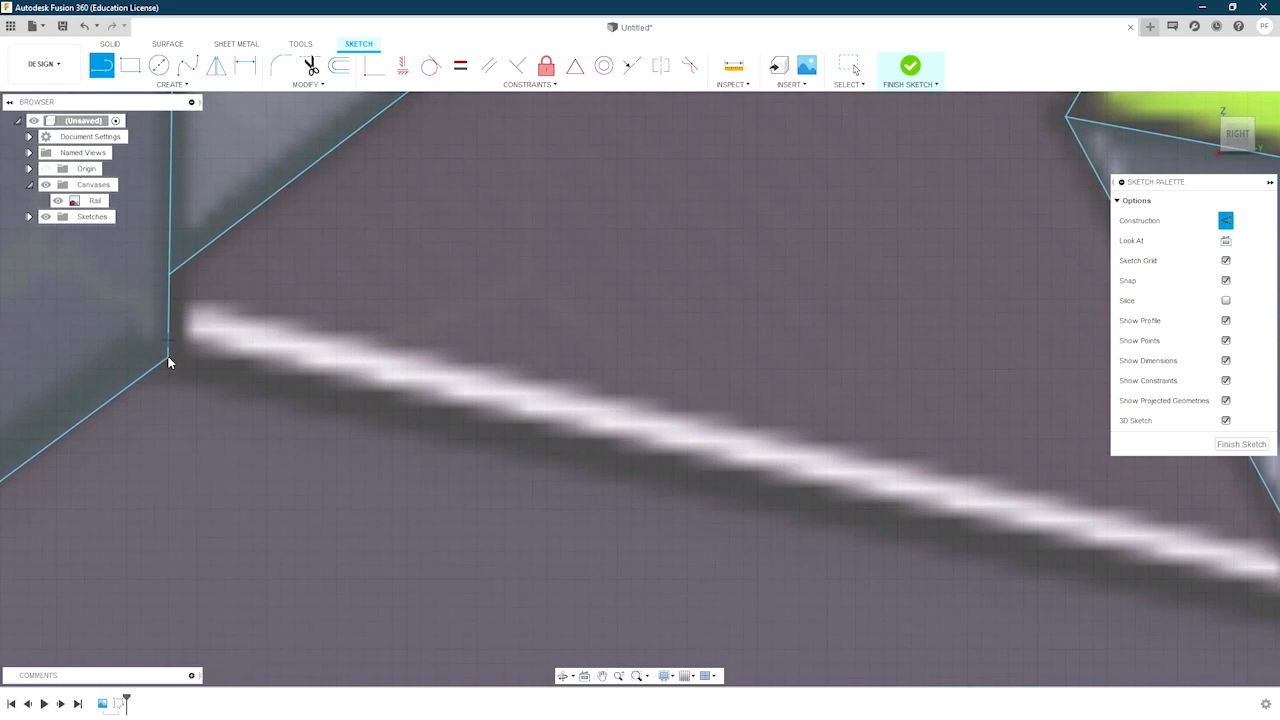 Autodesk Fusion 360 (Education License)
Untitled*
PF
DESIGN
SOLID
SURFACE
SHEET METAL
TOOLS
SKETCH
CREATE
MODIFY
CONSTRAINTS
INSPECT
INSERT
SELECT
FINISH SKETCH
BROWSER
(Unsaved)
Document Settings
Named Views
Origin
Canvases
Rail
Sketches
Z
RIGHT
Y
X
SKETCH PALETTE
Options
Construction
Look At
Sketch Grid
Snap
Slice
Show Profile
Show Points
Show Dimensions
Show Constraints
Show Projected Geometries
3D Sketch
Finish Sketch
COMMENTS